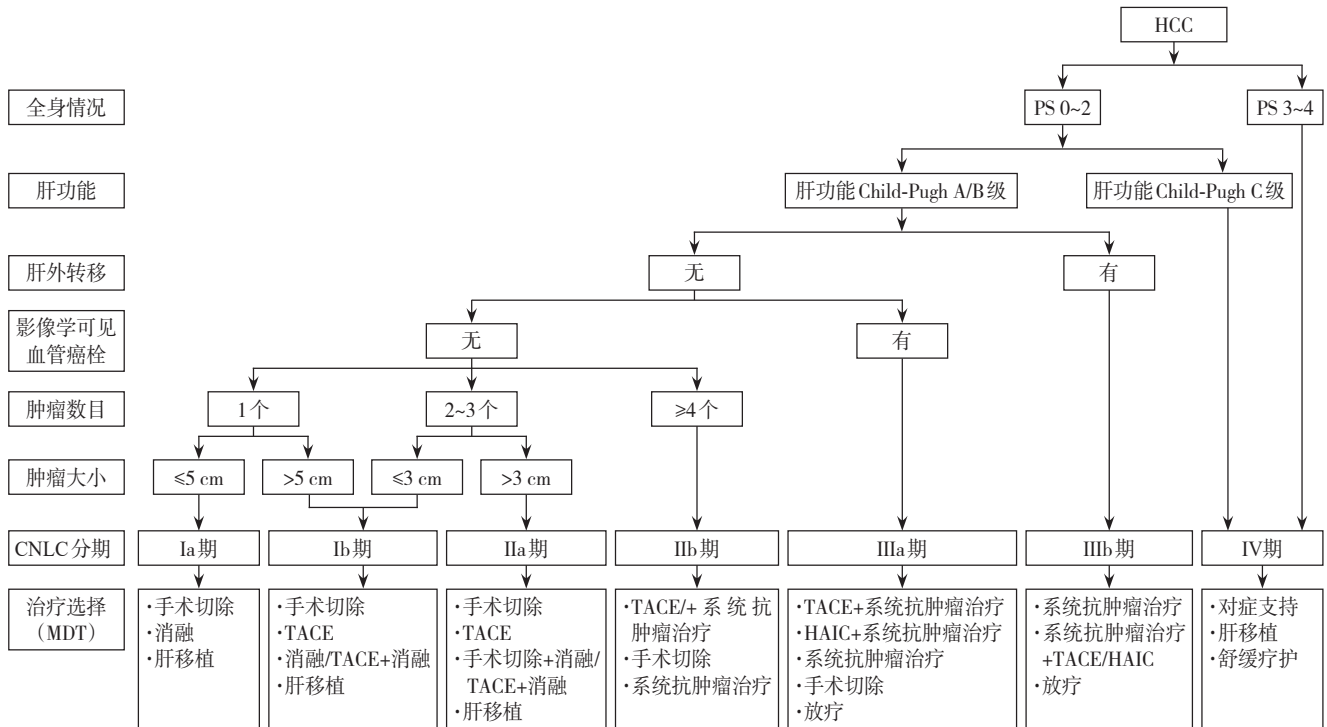 HCC
全身情况
PS 0~2
PS 3~4
肝功能
肝功能Child-Pugh A/B级
肝功能Child-Pugh C级
肝外转移
无
有
影像学可见
血管癌栓
无
有
肿瘤数目
1个
2~3个
≥4个
肿瘤大小
≤5 cm
>5 cm
≤3 cm
>3 cm
CNLC分期
Ia期
Ib期
IIa期
IIb期
IIIa期
IIIb期
IV期
治疗选择
（MDT）
·手术切除
·消融
·肝移植
·手术切除
·TACE
·消融/TACE+消融
·肝移植
·手术切除
·TACE
·手术切除+消融/
TACE+消融
·肝移植
·TACE/+系统抗
肿瘤治疗
·手术切除
·系统抗肿瘤治疗
·TACE+系统抗肿瘤治疗
·HAIC+系统抗肿瘤治疗
·系统抗肿瘤治疗
·手术切除
·放疗
·系统抗肿瘤治疗
·系统抗肿瘤治疗
+TACE/HAIC
·放疗
·对症支持
·肝移植
·舒缓疗护